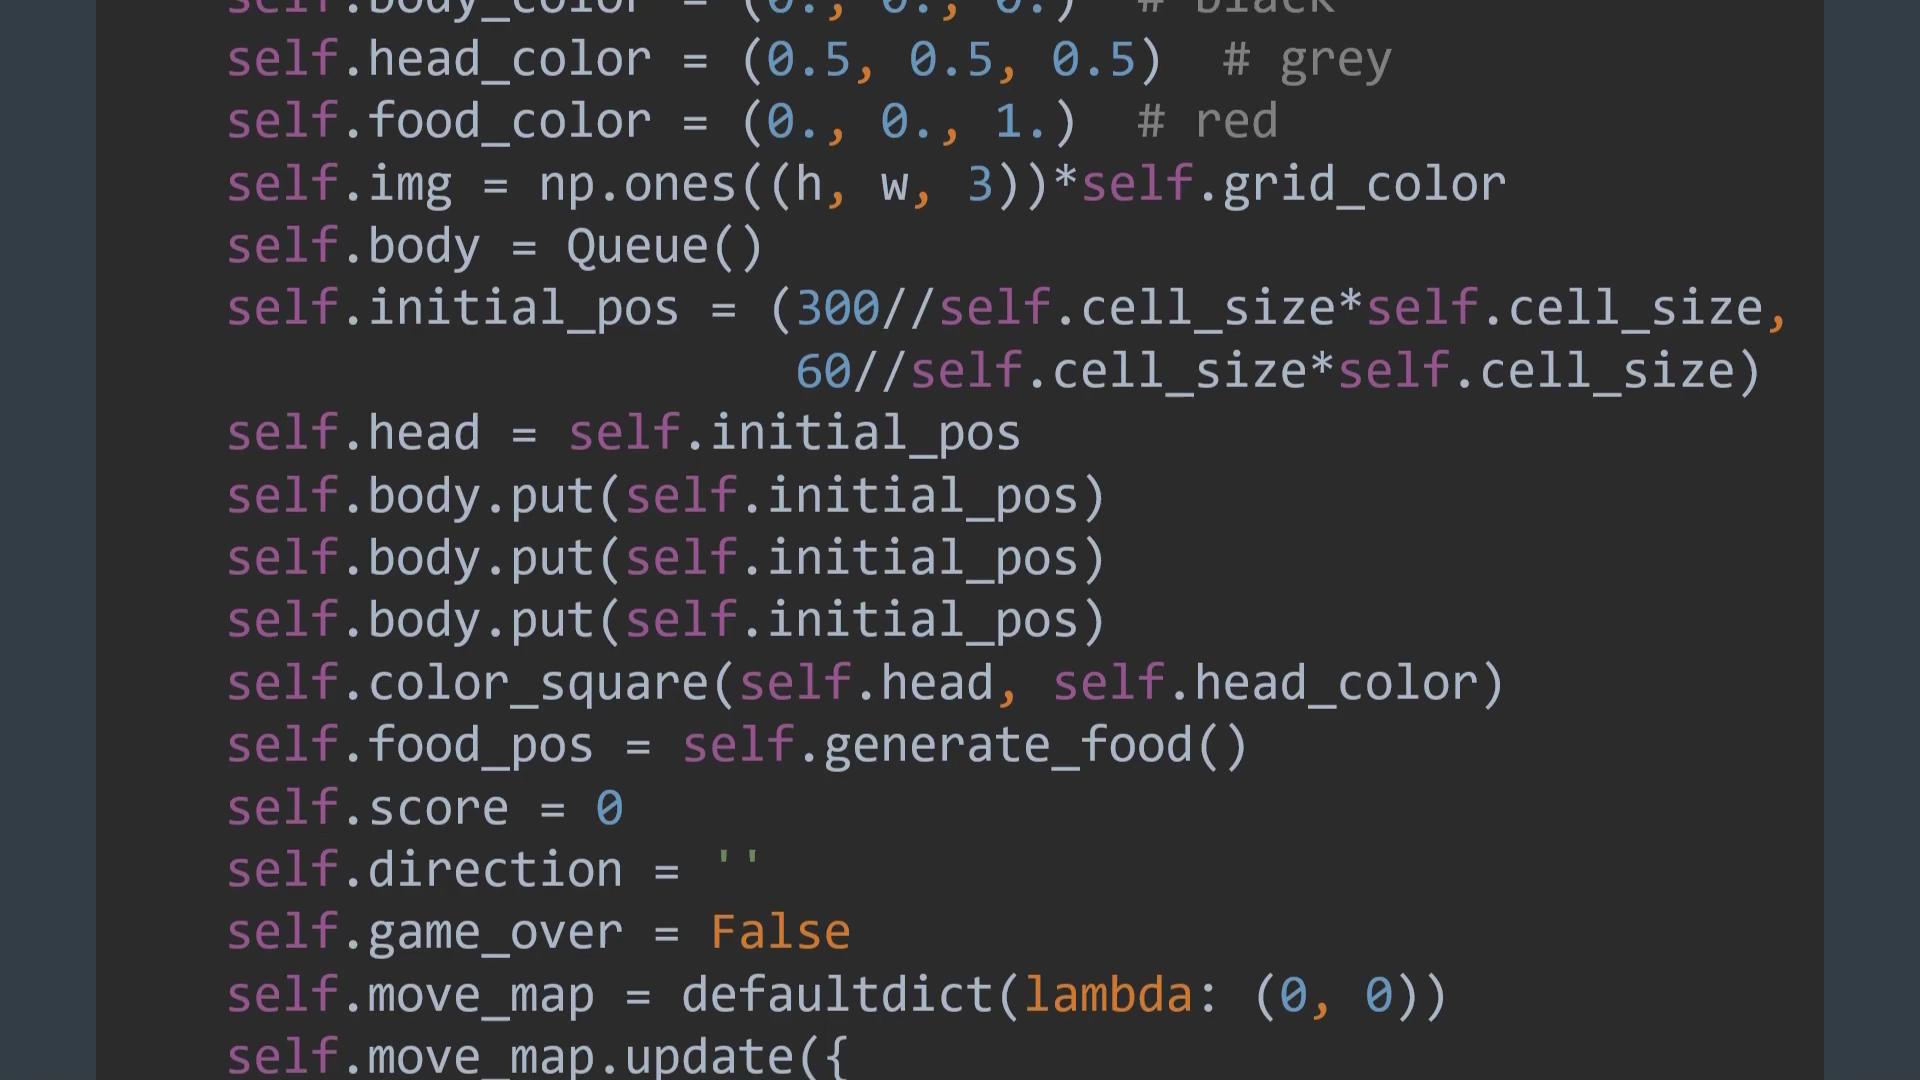 self.body_color = (0., 0., 0.)  # black
self.head_color = (0.5, 0.5, 0.5)  # grey
self.food_color = (0., 0., 1.)  # red
self.img = np.ones((h, w, 3))*self.grid_color
self.body = Queue()
self.initial_pos = (300//self.cell_size*self.cell_size,
60//self.cell_size*self.cell_size)
self.head = self.initial_pos
self.body.put(self.initial_pos)
self.body.put(self.initial_pos)
self.body.put(self.initial_pos)
self.color_square(self.head, self.head_color)
self.food_pos = self.generate_food()
self.score = 0
self.direction = ''
self.game_over = False
self.move_map = defaultdict(lambda: (0, 0))
self.move_map.update({